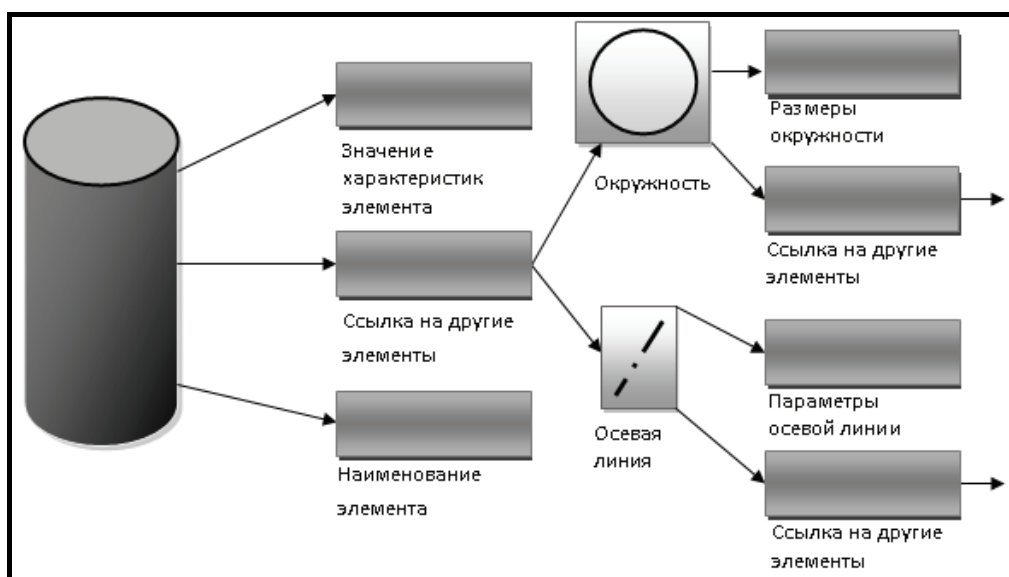 Значение
характеристик
элемента
Ссылка на другие
элементы
Наименование
элемента
Окружность
Осевая
линия
Размеры
окружности
Ссылка на другие
элементы
Параметры
осевой линии
Ссылка на другие
элементы